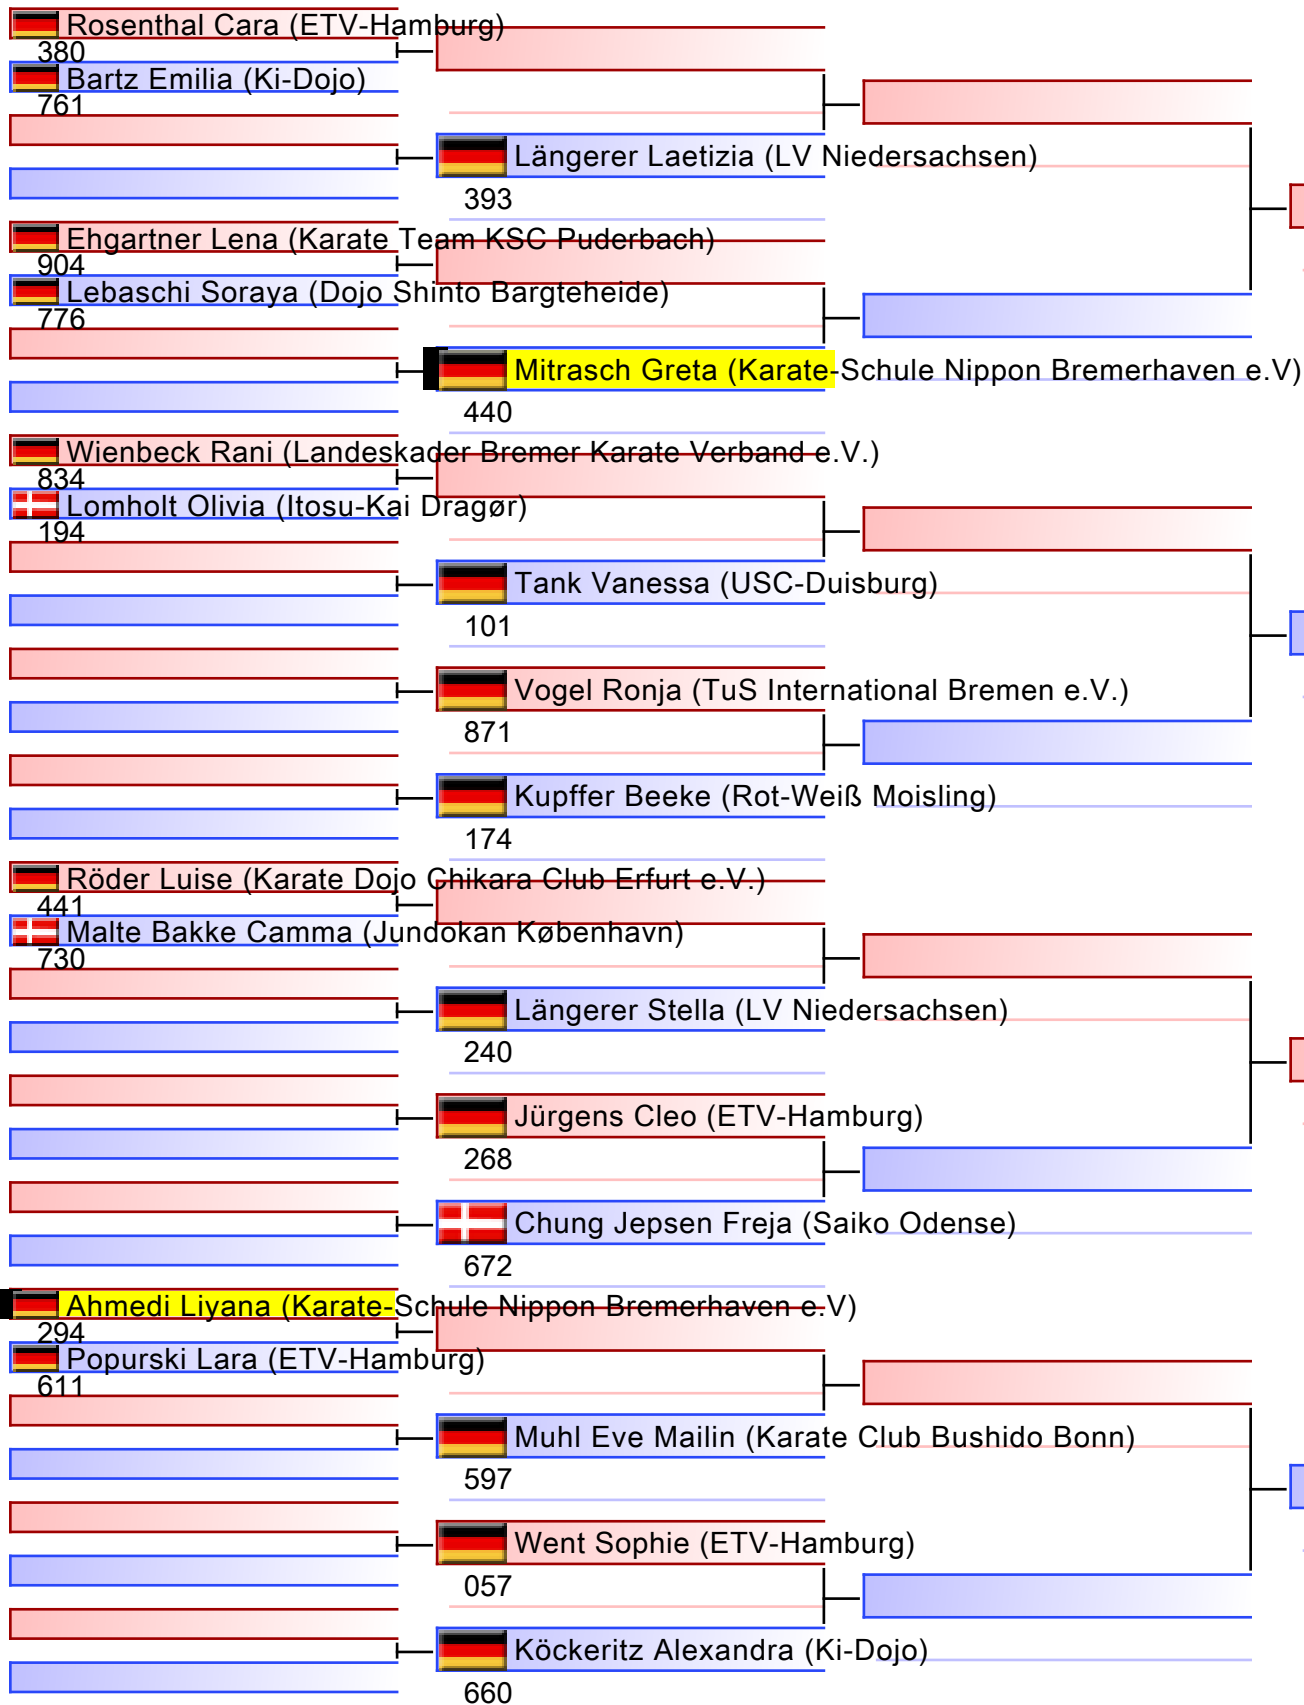 Rosenthal Cara (ETV-Hamburg)
380
Bartz Emilia (Ki-Dojo)
761
Längerer Laetizia (LV Niedersachsen)
393
Ehgartner Lena (Karate Team KSC Puderbach)
904
Lebaschi Soraya (Dojo Shinto Bargteheide)
776
Mitrasch Greta (Karate-Schule Nippon Bremerhaven e.V)
440
Wienbeck Rani (Landeskader Bremer Karate Verband e.V.)
834
Lomholt Olivia (Itosu-Kai Dragør)
194
Tank Vanessa (USC-Duisburg)
101
Vogel Ronja (TuS International Bremen e.V.)
871
Kupffer Beeke (Rot-Weiß Moisling)
174
Röder Luise (Karate Dojo Chikara Club Erfurt e.V.)
441
Malte Bakke Camma (Jundokan København)
730
Längerer Stella (LV Niedersachsen)
240
Jürgens Cleo (ETV-Hamburg)
268
Chung Jepsen Freja (Saiko Odense)
672
Ahmedi Liyana (Karate-Schule Nippon Bremerhaven e.V)
294
Popurski Lara (ETV-Hamburg)
611
Muhl Eve Mailin (Karate Club Bushido Bonn)
597
Went Sophie (ETV-Hamburg)
057
Köckeritz Alexandra (Ki-Dojo)
660